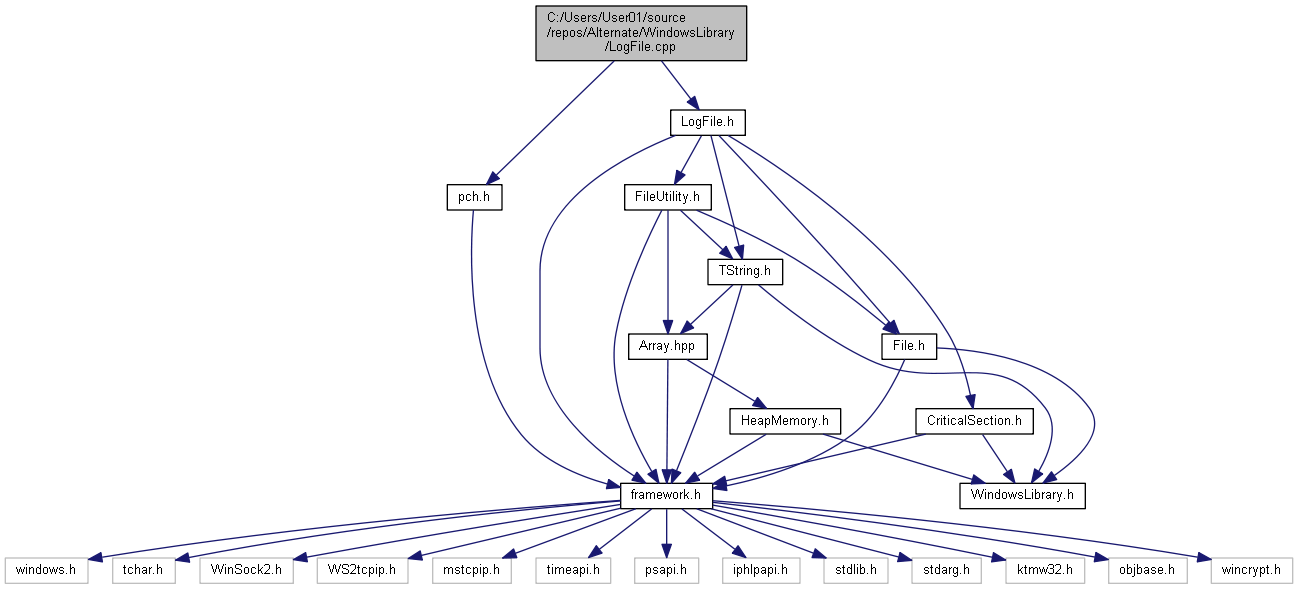 C:/Users/User01/source
/repos/Alternate/WindowsLibrary
/LogFile.cpp
LogFile.h
pch.h
FileUtility.h
TString.h
Array.hpp
File.h
HeapMemory.h
CriticalSection.h
framework.h
WindowsLibrary.h
windows.h
tchar.h
WinSock2.h
WS2tcpip.h
mstcpip.h
timeapi.h
psapi.h
iphlpapi.h
stdlib.h
stdarg.h
ktmw32.h
objbase.h
wincrypt.h